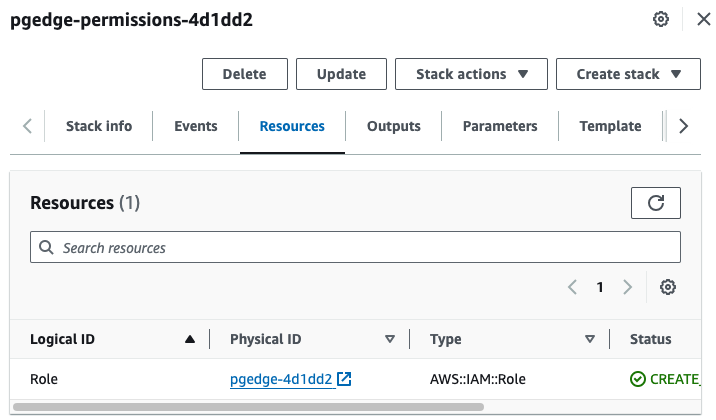 pgedge-permissions-4d1dd2
Delete Update Stack actions Create stack
Stack info Events Resources Outputs Parameters Template
Resources (1)
Search resources
1
Logical ID Physical ID Type Status
Role pgedge-4d1dd2 AWS::IAM::Role CREATE_